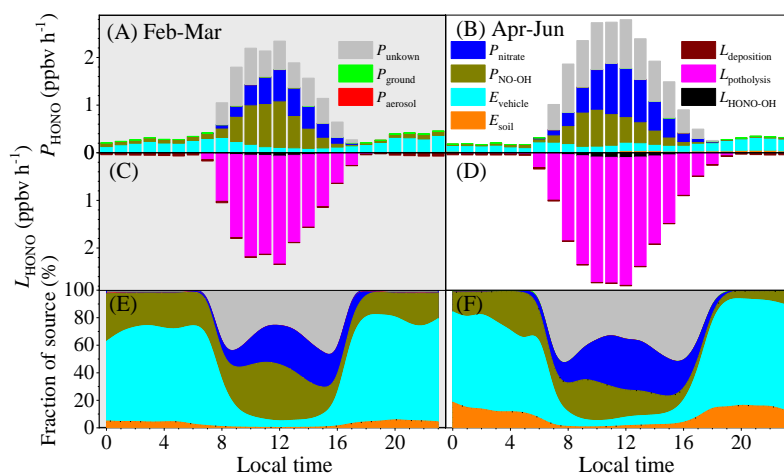 (A) Feb-Mar
P_unkown
P_ground
P_aerosol
(B) Apr-Jun
P_nitrate
P_NO-OH
E_vehicle
E_soil
L_deposition
L_potholysis
L_HONO-OH
P_HONO (ppbv h⁻¹)
2
1
0
(C)
(D)
L_HONO (ppbv h⁻¹)
1
2
Fraction of source (%)
100
80
60
40
20
0
(E)
(F)
0 4 8 12 16 20
0 4 8 12 16 20
Local time
Local time